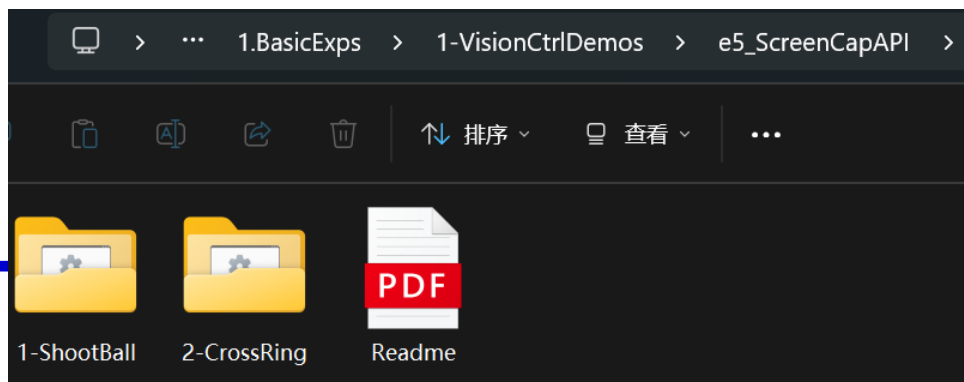 1.BasicExps > 1-VisionCtrlDemos > e5_ScreenCapAPI >
排序 查看
PDF
1-ShootBall 2-CrossRing Readme